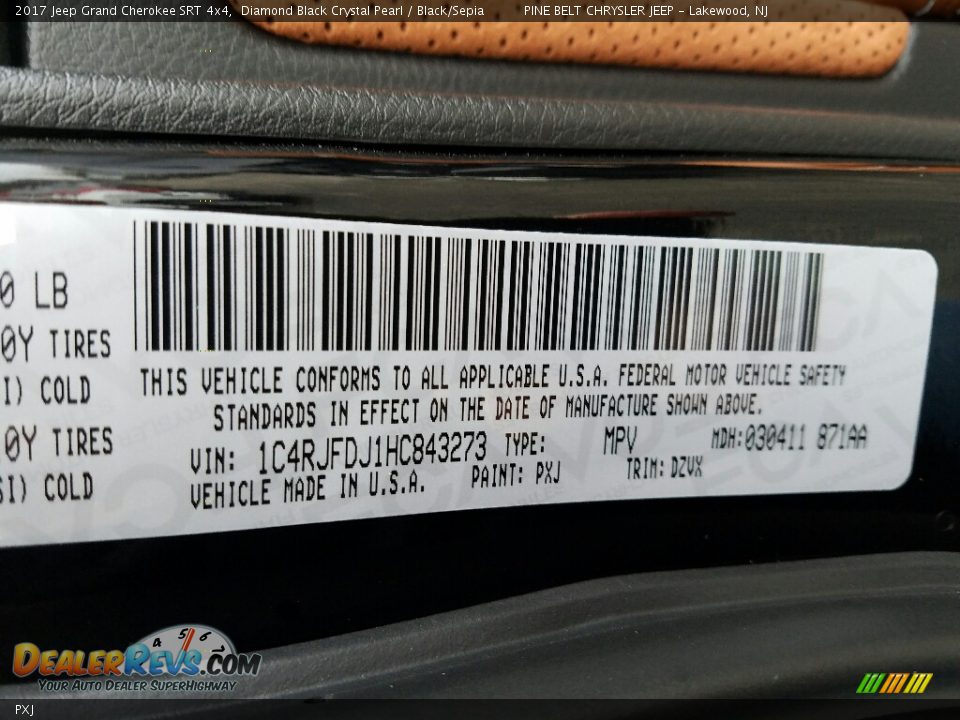 2017 Jeep Grand Cherokee SRT 4x4, Diamond Black Crystal Pearl / Black/Sepia PINE BELT CHRYSLER JEEP - Lakewood, NJ
0 LB
0Y TIRES
I) COLD
0Y TIRES
SI) COLD
THIS VEHICLE CONFORMS TO ALL APPLICABLE U.S.A. FEDERAL MOTOR VEHICLE SAFETY
STANDARDS IN EFFECT ON THE DATE OF MANUFACTURE SHOWN ABOVE.
VIN: 1C4RJFDJ1HC843273 TYPE: MPV MDH:030411 871AA
VEHICLE MADE IN U.S.A. PAINT: PXJ TRIM: DZVX
4 5 6
DEALERREVS.COM
YOUR AUTO DEALER SUPERHIGHWAY
PXJ